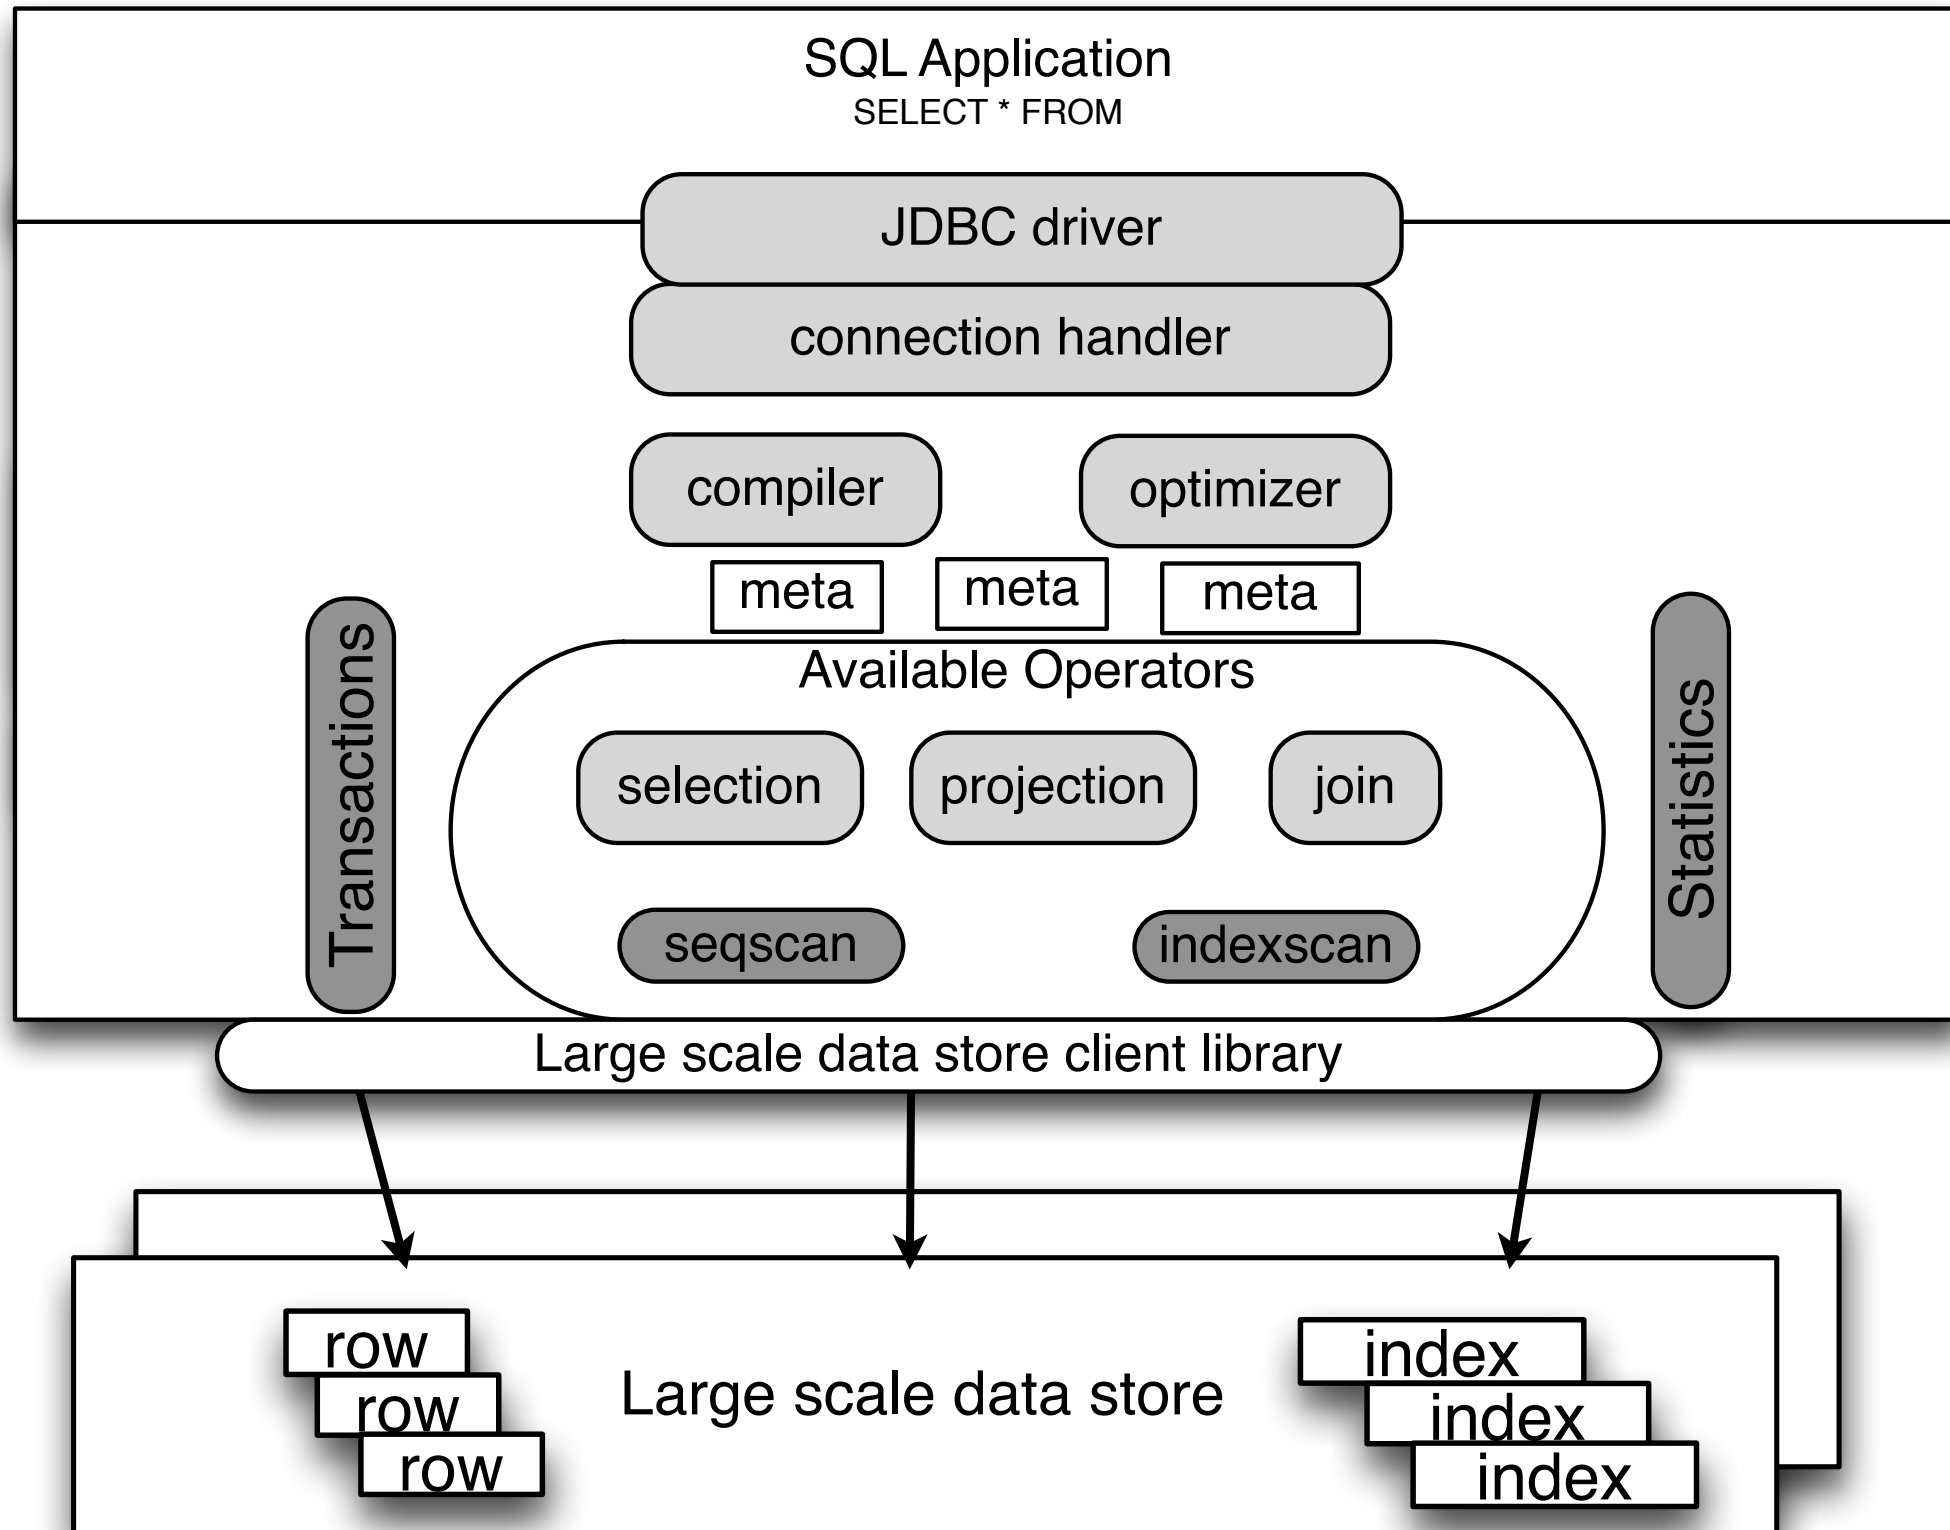 SQL Application
SELECT * FROM
JDBC driver
connection handler
compiler
optimizer
meta
meta
meta
Transactions
Available Operators
selection
projection
join
seqscan
indexscan
Statistics
Large scale data store client library
row
row
row
Large scale data store
index
index
index